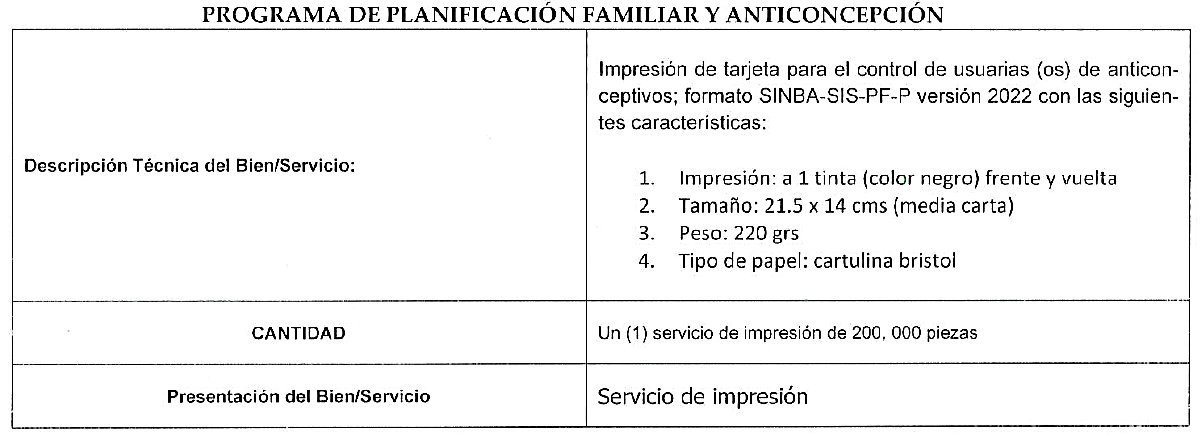 PROGRAMA DE PLANIFICACIÓN FAMILIAR Y ANTICONCEPCIÓN
Descripción Técnica del Bien/Servicio:
Impresión de tarjeta para el control de usuarias (os) de anticon-
ceptivos; formato SINBA-SIS-PF-P versión 2022 con las siguien-
tes características:
1. Impresión: a 1 tinta (color negro) frente y vuelta
2. Tamaño: 21.5 x 14 cms (media carta)
3. Peso: 220 grs
4. Tipo de papel: cartulina bristol
CANTIDAD
Un (1) servicio de impresión de 200, 000 piezas
Presentación del Bien/Servicio
Servicio de impresión